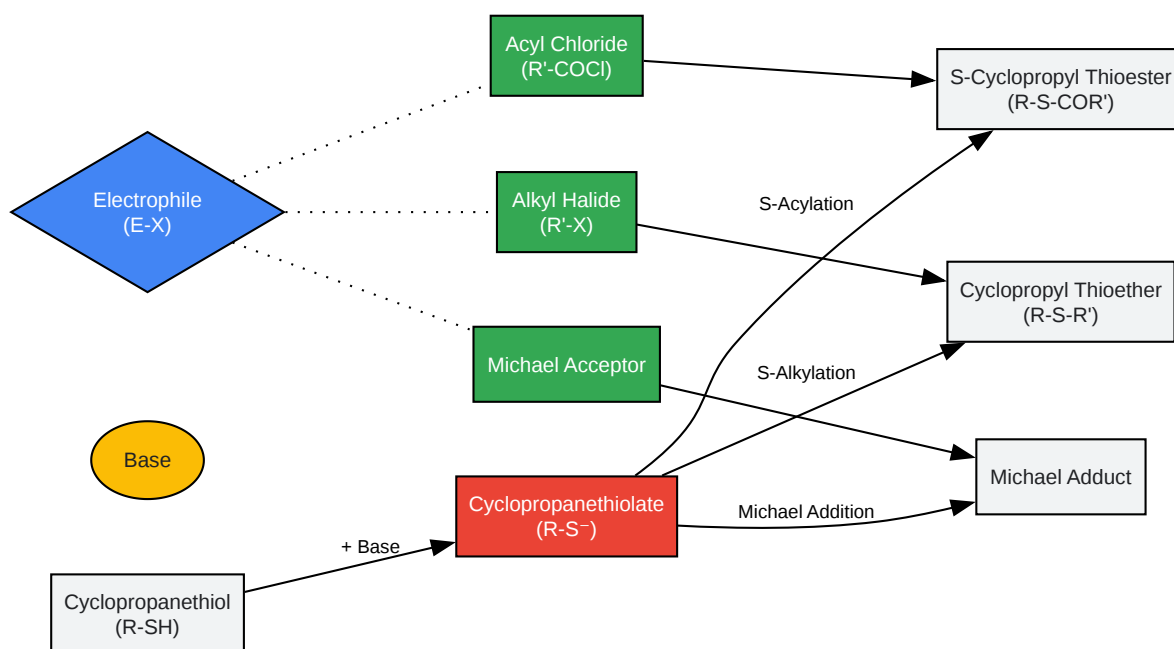 Acyl Chloride
(R'-COCl)
S-Cyclopropyl Thioester
(R-S-COR')
Electrophile
(E-X)
Alkyl Halide
(R'-X)
S-Acylation
Cyclopropyl Thioether
(R-S-R')
Michael Acceptor
S-Alkylation
Base
Cyclopropanethiolate
(R-S⁻)
Michael Addition
Michael Adduct
+ Base
Cyclopropanethiol
(R-SH)